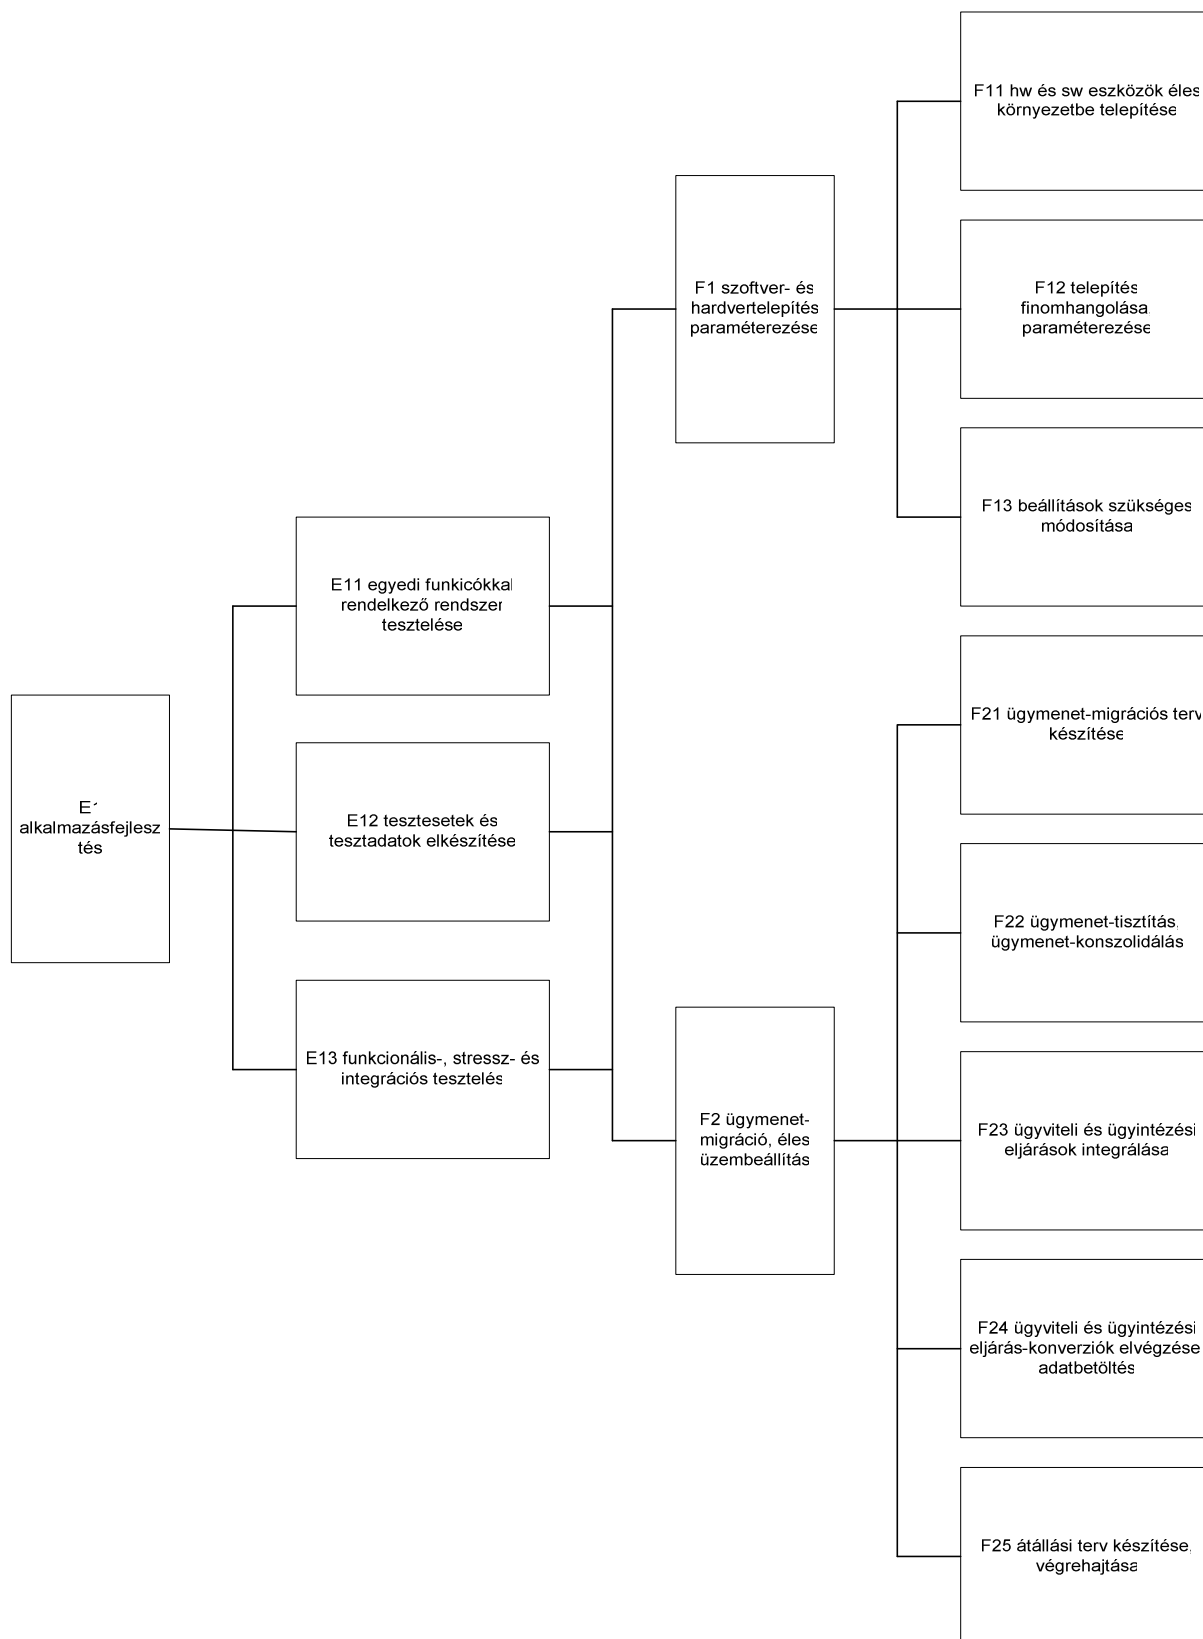 E1
alkalmazásfejlesz
tés
E11 egyedi funkicókkal
rendelkező rendszer
tesztelése
E12 tesztesetek és
tesztadatok elkészítése
E13 funkcionális-, stressz- és
integrációs tesztelés
F1 szoftver- és
hardvertelepítés
paraméterezése
F2 ügymenet-
migráció, éles
üzembeállítás
F11 hw és sw eszközök éles
környezetbe telepítése
F12 telepítés
finomhangolása,
paraméterezése
F13 beállítások szükséges
módosítása
F21 ügymenet-migrációs terv
készítése
F22 ügymenet-tisztítás,
ügymenet-konszolidálás
F23 ügyviteli és ügyintézési
eljárások integrálása
F24 ügyviteli és ügyintézési
eljárás-konverziók elvégzése
adatbetöltés
F25 átállási terv készítése,
végrehajtása